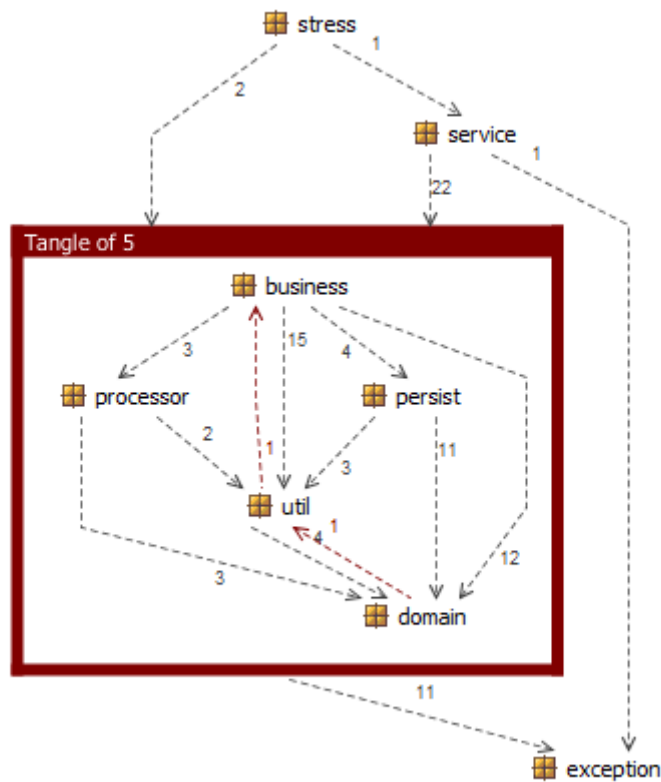 stress
1
2
service
1
22
Tangle of 5
business
3
15
4
processor
persist
2
1
3
11
util
1
4
12
3
domain
11
exception